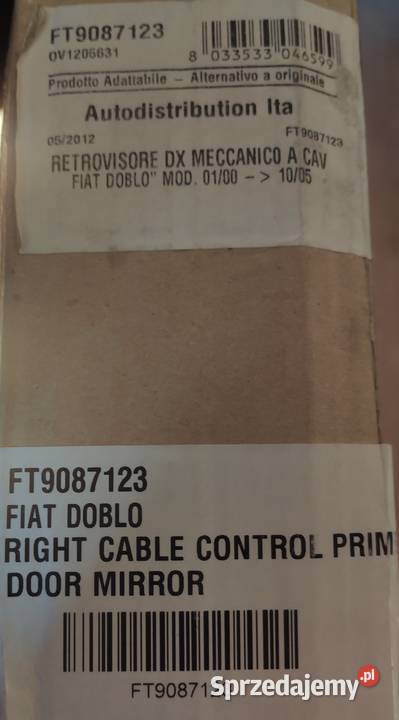 FT9087123
OV1205631
8 033533 046599
Prodotto Adattabile – Alternativo a originale
Autodistribution Ita
05/2012 FT9087123
RETROVISORE DX MECCANICO A CAV
FIAT DOBLO" MOD. 01/00 -> 10/05
FT9087123
FIAT DOBLO
RIGHT CABLE CONTROL PRIM
DOOR MIRROR
FT908712
Sprzedajemy.pl